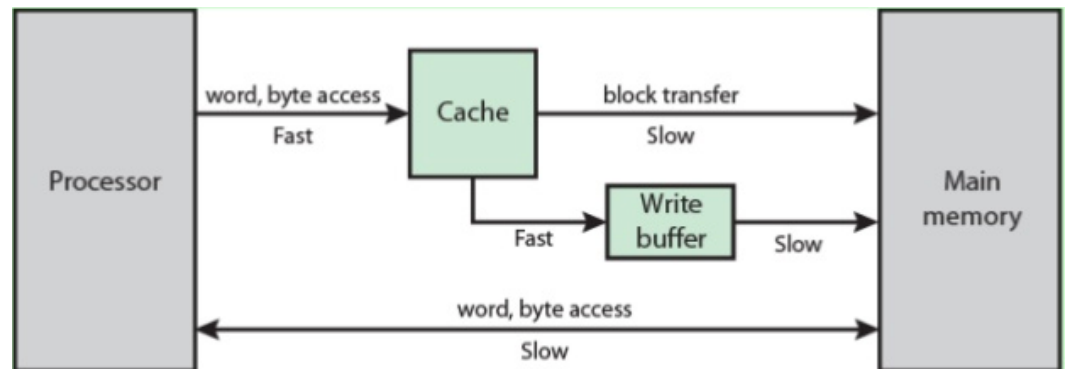 Processor
word, byte access
Fast
Cache
block transfer
Slow
Fast
Write
buffer
Slow
Main
memory
word, byte access
Slow